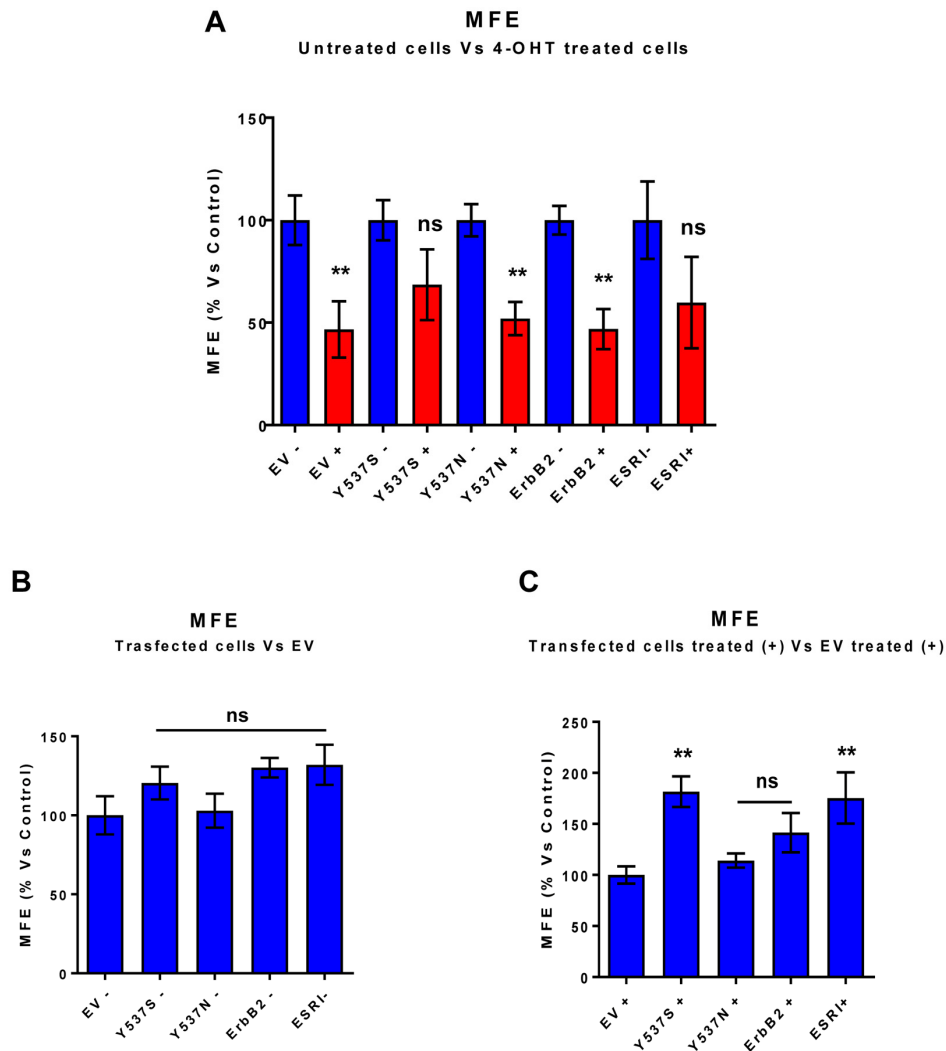 A
MFE
Untreated cells Vs 4-OHT treated cells
MFE (% Vs Control)
150
100
50
0
**
ns
**
**
ns
EV -
EV +
Y537S -
Y537S +
Y537N -
Y537N +
ErbB2 -
ErbB2 +
ESRI-
ESRI+
B
MFE
Trasfected cells Vs EV
MFE (% Vs Control)
150
100
50
0
ns
EV -
Y537S -
Y537N -
ErbB2 -
ESRI-
C
MFE
Transfected cells treated (+) Vs EV treated (+)
MFE (% Vs Control)
250
200
150
100
50
0
**
ns
**
EV +
Y537S +
Y537N +
ErbB2 +
ESRI+